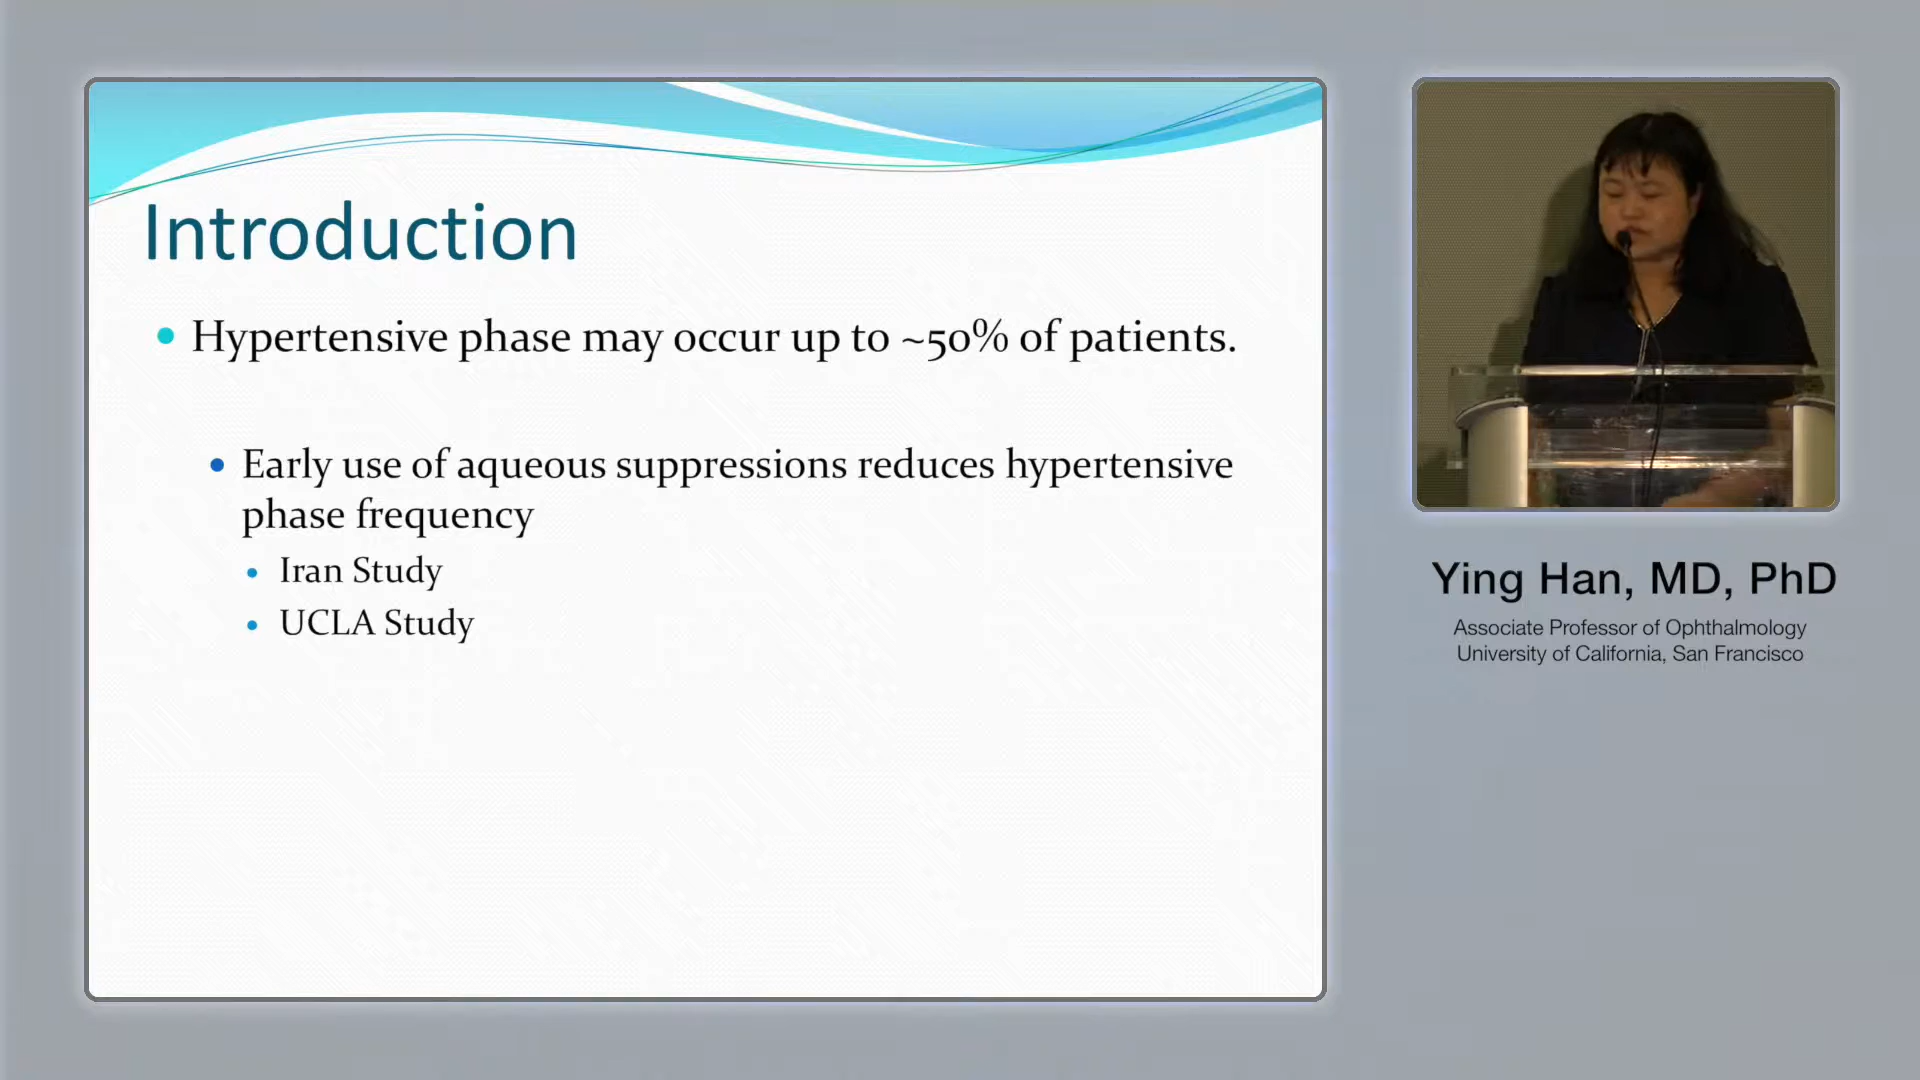 Introduction
Hypertensive phase may occur up to ~50% of patients.
Early use of aqueous suppressions reduces hypertensive
phase frequency
Iran Study
UCLA Study
Ying Han, MD, PhD
Associate Professor of Ophthalmology
University of California, San Francisco